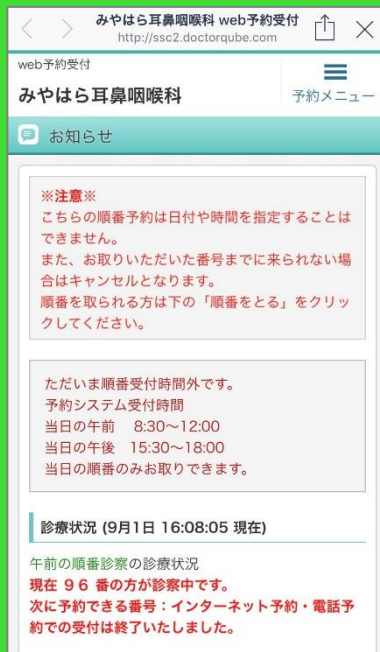 みやはら耳鼻咽喉科 web予約受付
http://ssc2.doctorqube.com
web予約受付
みやはら耳鼻咽喉科
予約メニュー
お知らせ
※注意※
こちらの順番予約は日付や時間を指定することは
できません。
また、お取りいただいた番号までに来られない場
合はキャンセルとなります。
順番を取られる方は下の「順番をとる」をクリッ
クしてください。
ただいま順番受付時間外です。
予約システム受付時間
当日の午前 8:30～12:00
当日の午後 15:30～18:00
当日の順番のみお取りできます。
診療状況 (9月1日 16:08:05 現在)
午前の順番診察の診療状況
現在 ９６ 番の方が診察中です。
次に予約できる番号：インターネット予約・電話予
約での受付は終了いたしました。